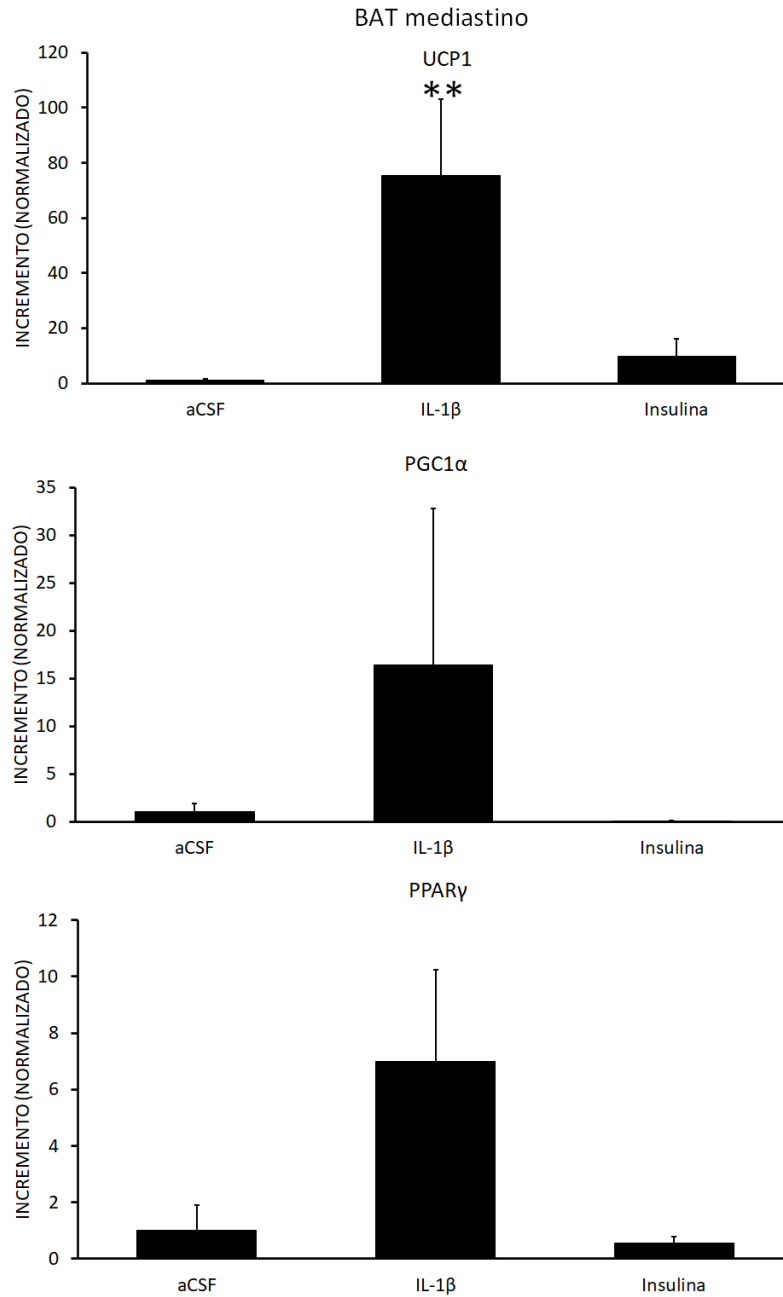 BAT mediastino
UCP1
**
INCREMENTO (NORMALIZADO)
120
100
80
60
40
20
0
aCSF IL-1β Insulina
PGC1α
INCREMENTO (NORMALIZADO)
35
30
25
20
15
10
5
0
aCSF IL-1β Insulina
PPARγ
INCREMENTO (NORMALIZADO)
12
10
8
6
4
2
0
aCSF IL-1β Insulina